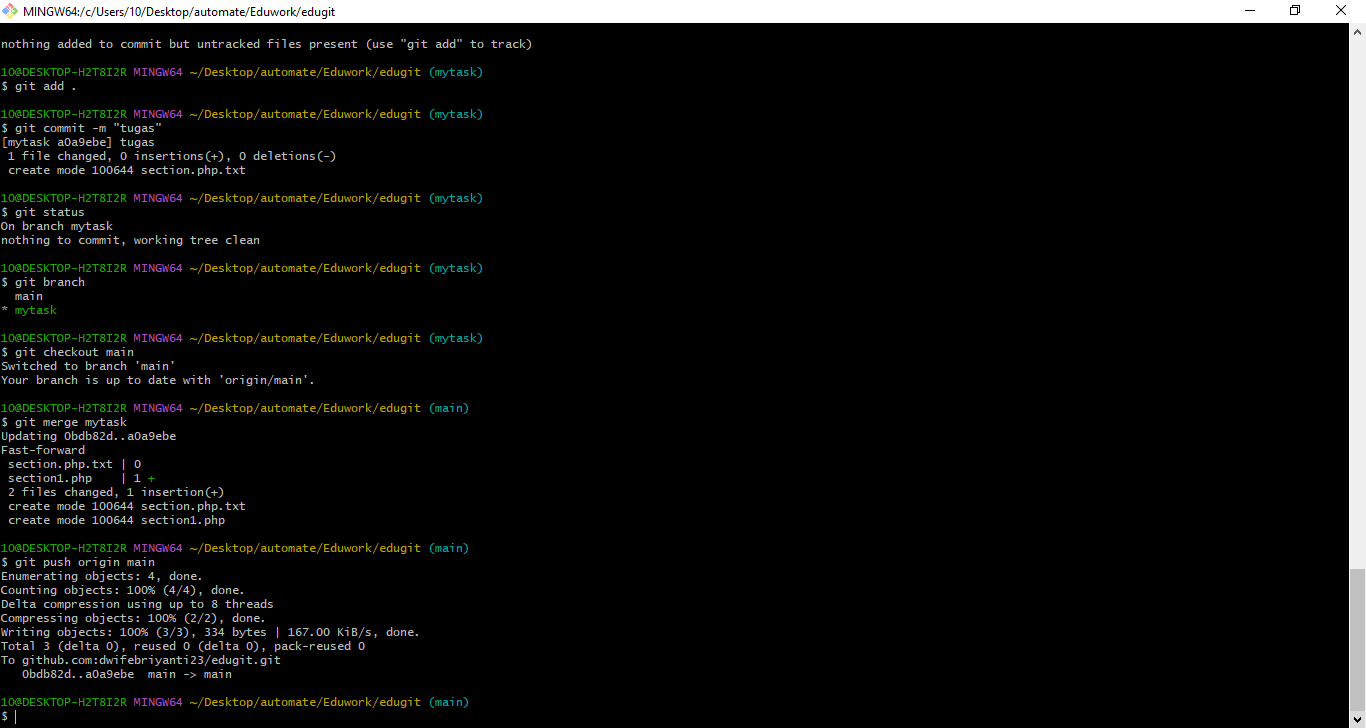 MINGW64:/c/Users/10/Desktop/automate/Eduwork/edugit
nothing added to commit but untracked files present (use "git add" to track)
10@DESKTOP-H2T8I2R MINGW64 ~/Desktop/automate/Eduwork/edugit (mytask)
$ git add .
10@DESKTOP-H2T8I2R MINGW64 ~/Desktop/automate/Eduwork/edugit (mytask)
$ git commit -m "tugas"
[mytask a0a9ebe] tugas
1 file changed, 0 insertions(+), 0 deletions(-)
create mode 100644 section.php.txt
10@DESKTOP-H2T8I2R MINGW64 ~/Desktop/automate/Eduwork/edugit (mytask)
$ git status
On branch mytask
nothing to commit, working tree clean
10@DESKTOP-H2T8I2R MINGW64 ~/Desktop/automate/Eduwork/edugit (mytask)
$ git branch
main
* mytask
10@DESKTOP-H2T8I2R MINGW64 ~/Desktop/automate/Eduwork/edugit (mytask)
$ git checkout main
Switched to branch 'main'
Your branch is up to date with 'origin/main'.
10@DESKTOP-H2T8I2R MINGW64 ~/Desktop/automate/Eduwork/edugit (main)
$ git merge mytask
Updating 0bdb82d..a0a9ebe
Fast-forward
section.php.txt | 0
section1.php    | 1 +
2 files changed, 1 insertion(+)
create mode 100644 section.php.txt
create mode 100644 section1.php
10@DESKTOP-H2T8I2R MINGW64 ~/Desktop/automate/Eduwork/edugit (main)
$ git push origin main
Enumerating objects: 4, done.
Counting objects: 100% (4/4), done.
Delta compression using up to 8 threads
Compressing objects: 100% (2/2), done.
Writing objects: 100% (3/3), 334 bytes | 167.00 KiB/s, done.
Total 3 (delta 0), reused 0 (delta 0), pack-reused 0
To github.com:dwifebriyanti23/edugit.git
0bdb82d..a0a9ebe  main -> main
10@DESKTOP-H2T8I2R MINGW64 ~/Desktop/automate/Eduwork/edugit (main)
$